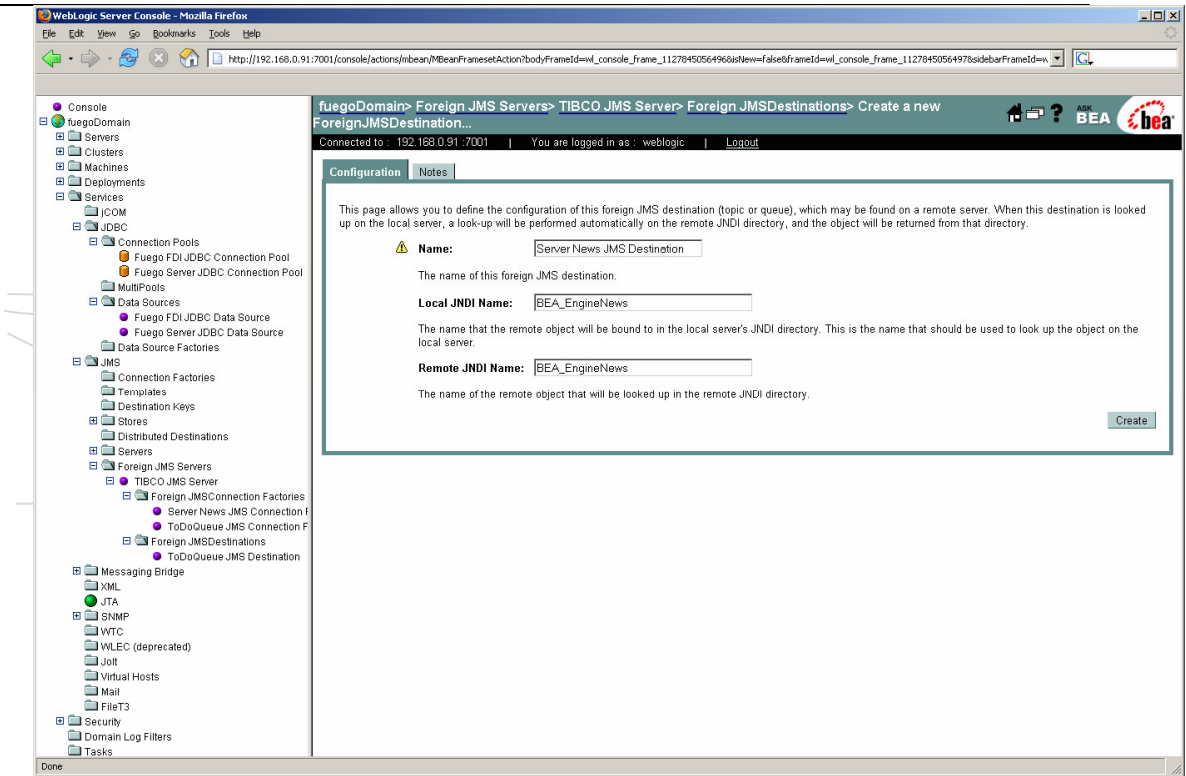 WebLogic Server Console - Mozilla Firefox
File Edit View Go Bookmarks Tools Help
http://192.168.0.91:7001/console/actions/mbean/MBeanFramesetAction?bodyFrameId=wl_console_frame_1127845056496&isNew=false&frameId=wl_console_frame_1127845056497&sidebarFrameId=w
G
Console
fuegoDomain
Servers
Clusters
Machines
Deployments
Services
jCOM
JDBC
Connection Pools
Fuego FDI JDBC Connection Pool
Fuego Server JDBC Connection Pool
MultiPools
Data Sources
Fuego FDI JDBC Data Source
Fuego Server JDBC Data Source
Data Source Factories
JMS
Connection Factories
Templates
Destination Keys
Stores
Distributed Destinations
Servers
Foreign JMS Servers
TIBCO JMS Server
Foreign JMSConnection Factories
Server News JMS Connection F
ToDoQueue JMS Connection F
Foreign JMSDestinations
ToDoQueue JMS Destination
Messaging Bridge
XML
JTA
SNMP
WTC
WLEC (deprecated)
Jolt
Virtual Hosts
Mail
FileT3
Security
Domain Log Filters
Tasks
fuegoDomain> Foreign JMS Servers> TIBCO JMS Server> Foreign JMSDestinations> Create a new
ForeignJMSDestination...
? ASK BEA bea
Connected to : 192.168.0.91 :7001 | You are logged in as : weblogic | Logout
Configuration Notes
This page allows you to define the configuration of this foreign JMS destination (topic or queue), which may be found on a remote server. When this destination is looked
up on the local server, a look-up will be performed automatically on the remote JNDI directory, and the object will be returned from that directory.
Name: Server News JMS Destination
The name of this foreign JMS destination.
Local JNDI Name: BEA_EngineNews
The name that the remote object will be bound to in the local server's JNDI directory. This is the name that should be used to look up the object on the
local server.
Remote JNDI Name: BEA_EngineNews
The name of the remote object that will be looked up in the remote JNDI directory.
Create
Done